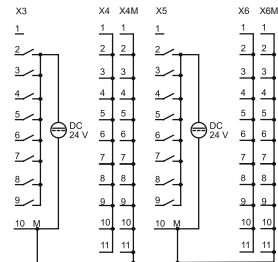 X3 X4 X4M X5 X6 X6M
1 1 1 1 1 1
2 2 2 2 2 2
3 3 3 3 3 3
4 4 4 4 4 4
5 DC 5 5 5 DC 5 5
6 24 V 6 6 6 24 V 6 6
7 7 7 7 7 7
8 8 8 8 8 8
9 9 9 9 9 9
10 M 10 10 10 M 10 10
11 11 11 11